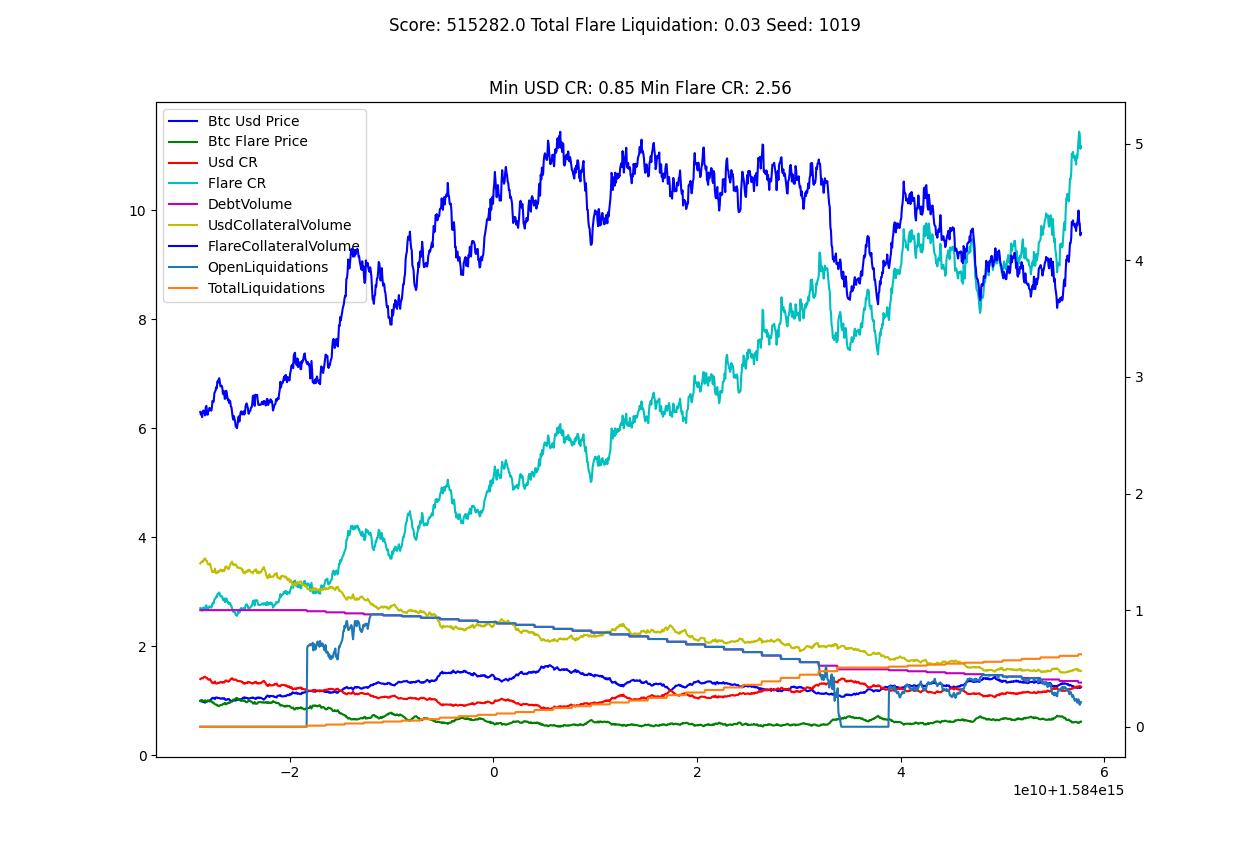 Score: 515282.0 Total Flare Liquidation: 0.03 Seed: 1019
Min USD CR: 0.85 Min Flare CR: 2.56
Btc Usd Price
Btc Flare Price
Usd CR
Flare CR
DebtVolume
UsdCollateralVolume
FlareCollateralVolume
OpenLiquidations
TotalLiquidations
10
8
6
4
2
0
5
4
3
2
1
0
−2
0
2
4
6
1e10+1.584e15